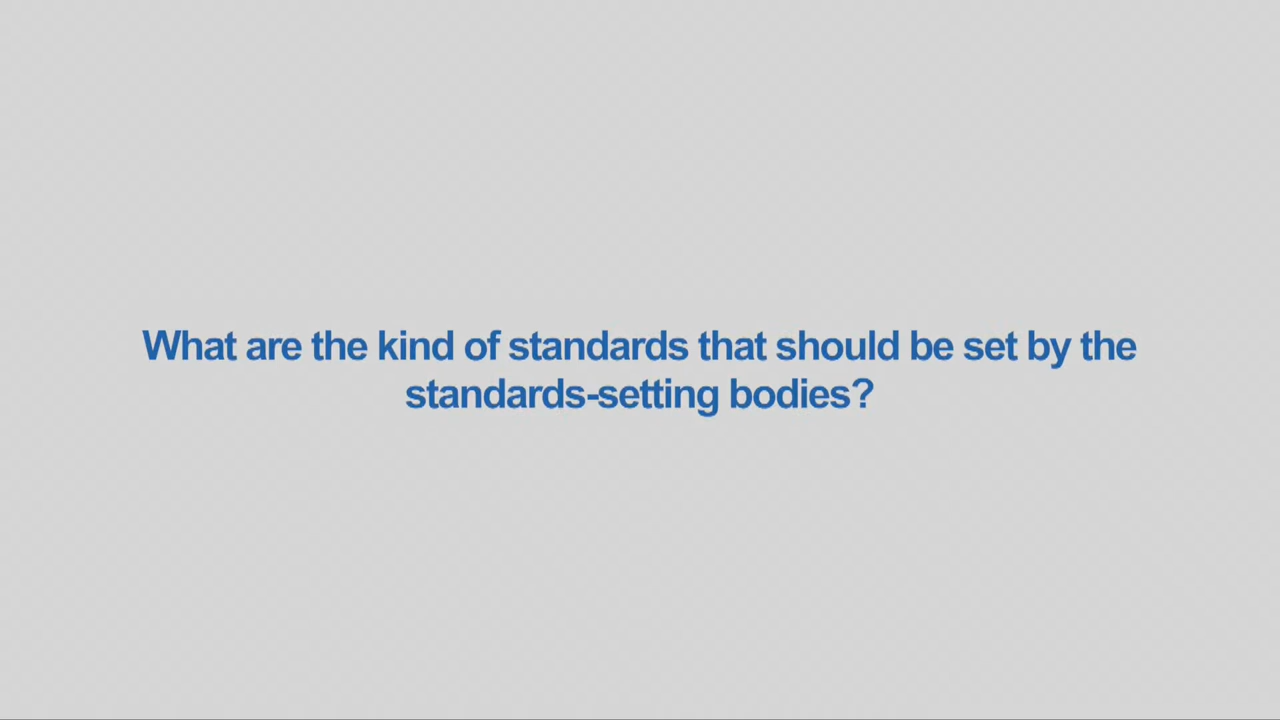 What are the kind of standards that should be set by the
standards-setting bodies?